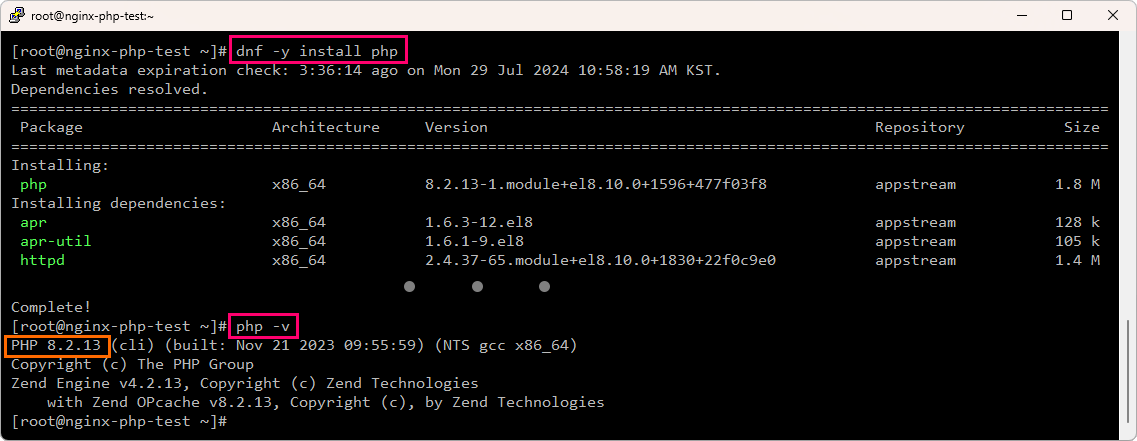 root@nginx-php-test:~
[root@nginx-php-test ~]# dnf -y install php
Last metadata expiration check: 3:36:14 ago on Mon 29 Jul 2024 10:58:19 AM KST.
Dependencies resolved.
================================================================================================================
Package Architecture Version Repository Size
================================================================================================================
Installing:
php x86_64 8.2.13-1.module+el8.10.0+1596+477f03f8 appstream 1.8 M
Installing dependencies:
apr x86_64 1.6.3-12.el8 appstream 128 k
apr-util x86_64 1.6.1-9.el8 appstream 105 k
httpd x86_64 2.4.37-65.module+el8.10.0+1830+22f0c9e0 appstream 1.4 M
● ● ●
Complete!
[root@nginx-php-test ~]# php -v
PHP 8.2.13 (cli) (built: Nov 21 2023 09:55:59) (NTS gcc x86_64)
Copyright (c) The PHP Group
Zend Engine v4.2.13, Copyright (c) Zend Technologies
    with Zend OPcache v8.2.13, Copyright (c), by Zend Technologies
[root@nginx-php-test ~]#